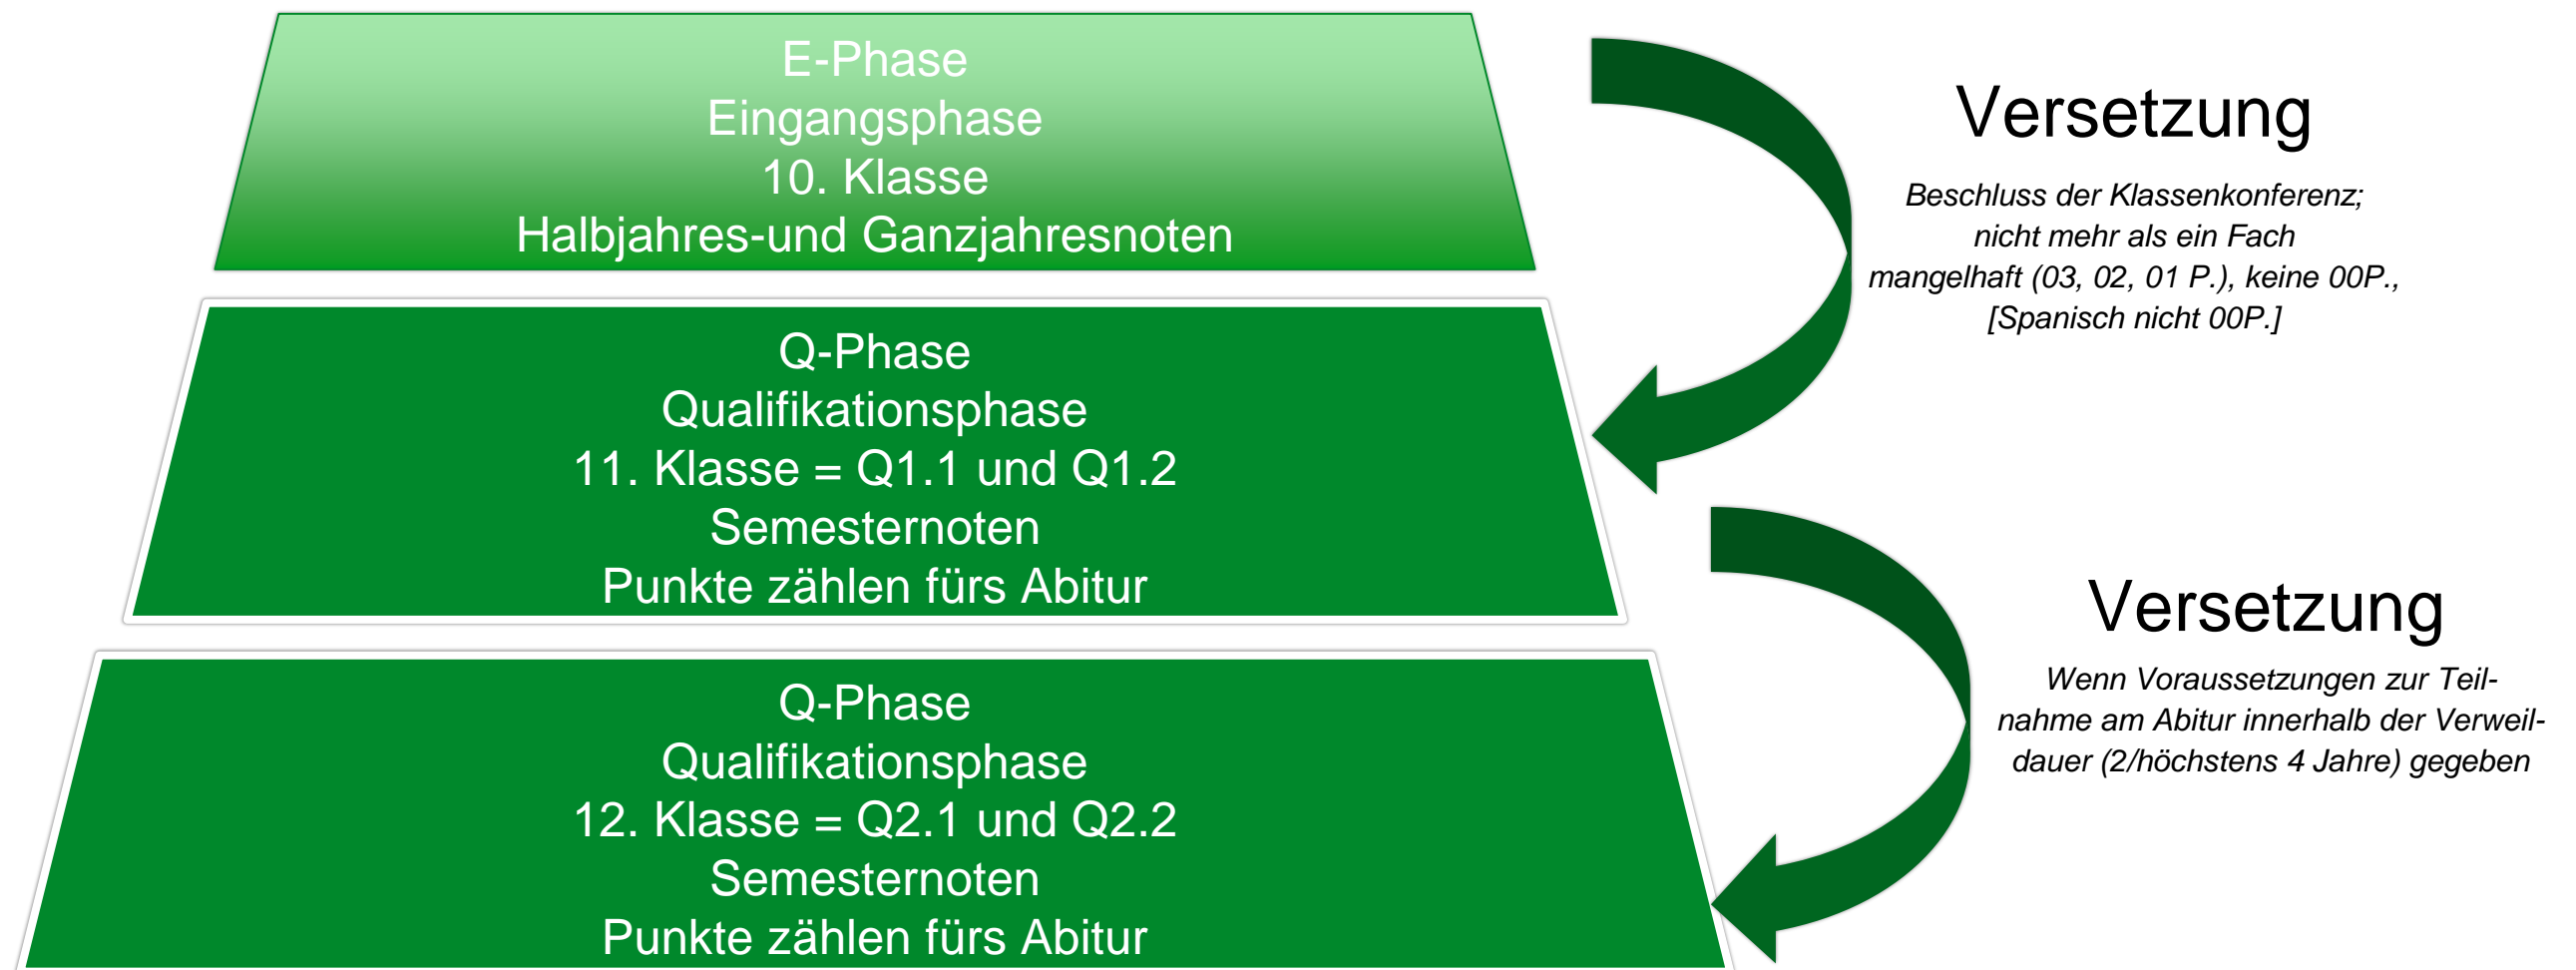 E-Phase
Eingangsphase
10. Klasse
Halbjahres-und Ganzjahresnoten
Versetzung
Beschluss der Klassenkonferenz;
nicht mehr als ein Fach
mangelhaft (03, 02, 01 P.), keine 00P.,
[Spanisch nicht 00P.]
Q-Phase
Qualifikationsphase
11. Klasse = Q1.1 und Q1.2
Semesternoten
Punkte zählen fürs Abitur
Versetzung
Wenn Voraussetzungen zur Teil-
nahme am Abitur innerhalb der Verweil-
dauer (2/höchstens 4 Jahre) gegeben
Q-Phase
Qualifikationsphase
12. Klasse = Q2.1 und Q2.2
Semesternoten
Punkte zählen fürs Abitur